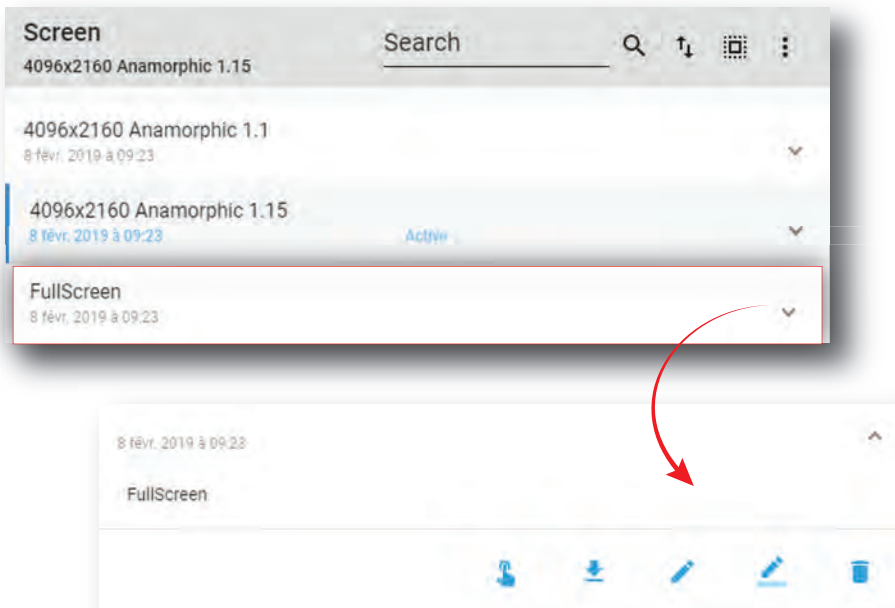 Screen
4096x2160 Anamorphic 1.15
Search
4096x2160 Anamorphic 1.1
8 févr. 2019 à 09:23
4096x2160 Anamorphic 1.15
8 févr. 2019 à 09:23
Active
FullScreen
8 févr. 2019 à 09:23
8 févr. 2019 à 09:23
FullScreen